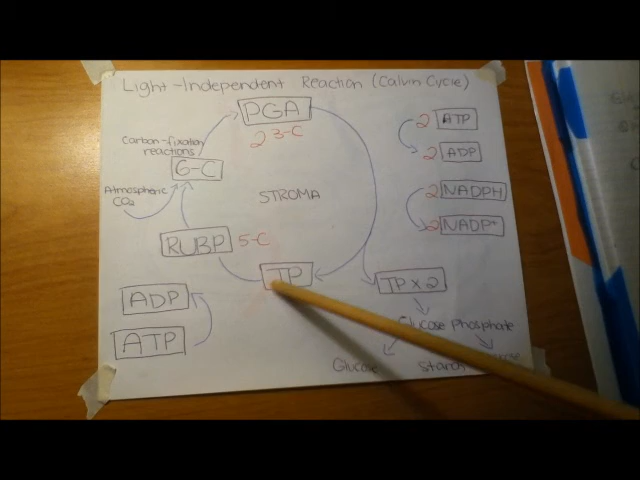 Light-Independent Reaction (Calvin Cycle)
PGA
2 3-C
2 ATP
2 ADP
Carbon-fixation
reactions
6-C
Atmospheric
CO2
STROMA
2 NADPH
2 NADP+
RUBP 5-C
TP
TP x 2
ADP
ATP
Glucose Phosphate
Glucose
Starch